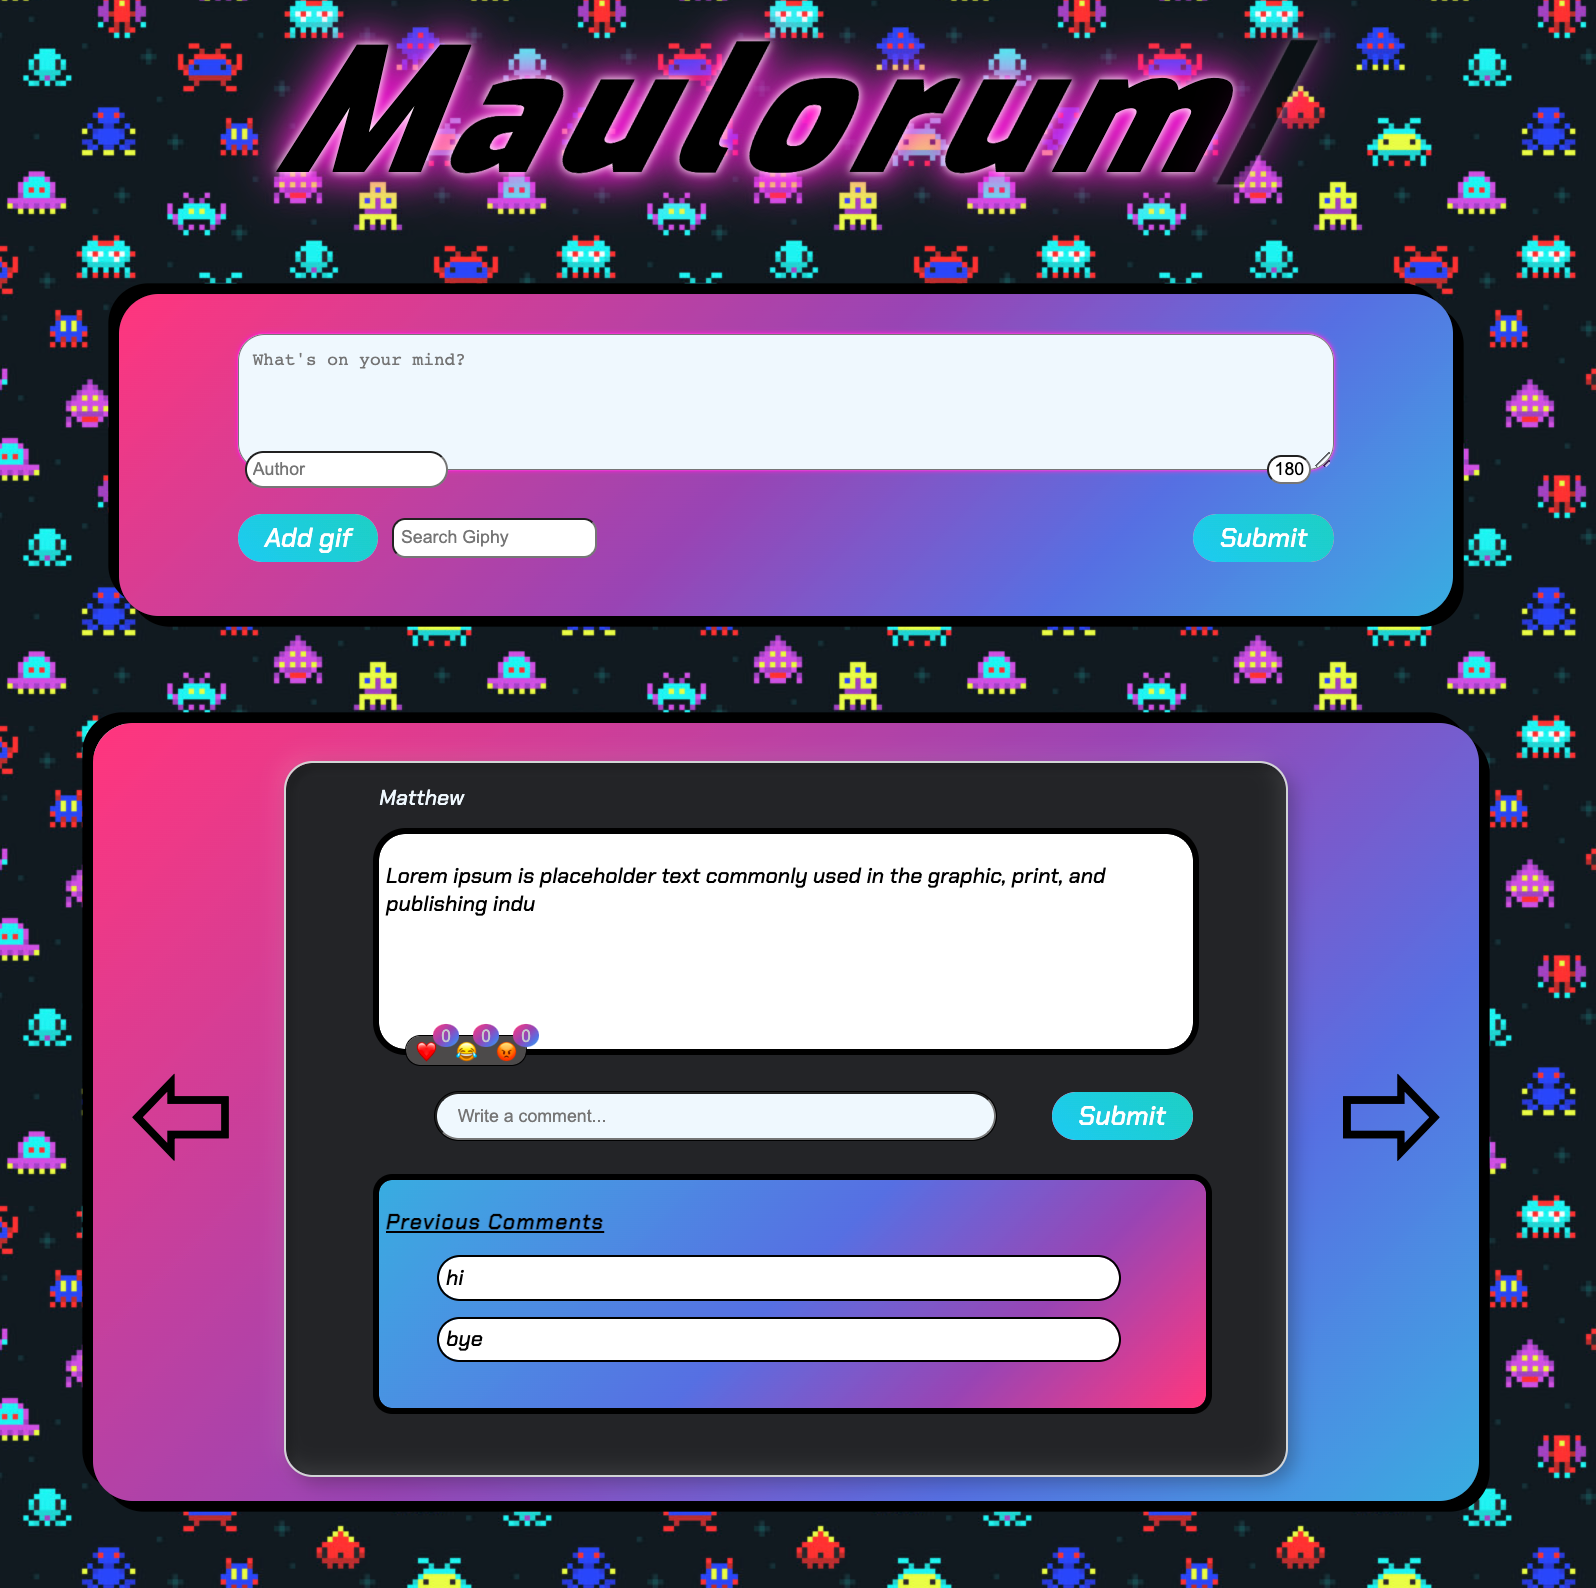 Maulorum/
What's on your mind?
Author
180
Add gif
Search Giphy
Submit
Matthew
Lorem ipsum is placeholder text commonly used in the graphic, print, and
publishing indu
0 0 0
Write a comment...
Submit
Previous Comments
hi
bye